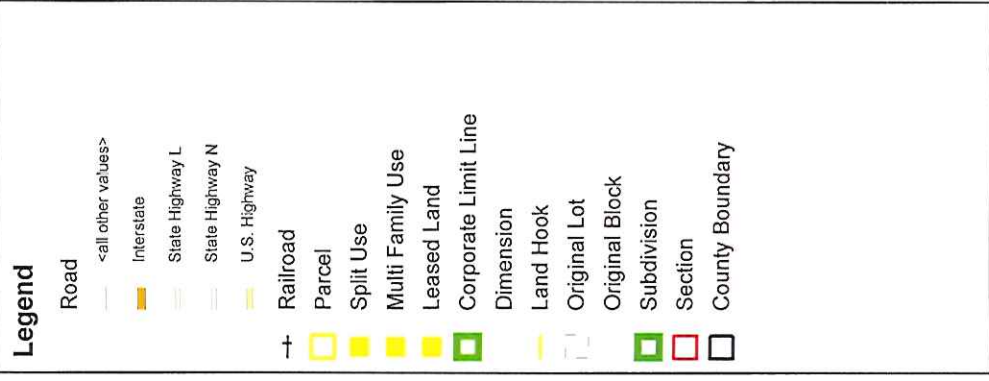 Legend
Road
<all other values>
Interstate
State Highway L
State Highway N
U.S. Highway
Railroad
Parcel
Split Use
Multi Family Use
Leased Land
Corporate Limit Line
Dimension
Land Hook
Original Lot
Original Block
Subdivision
Section
County Boundary